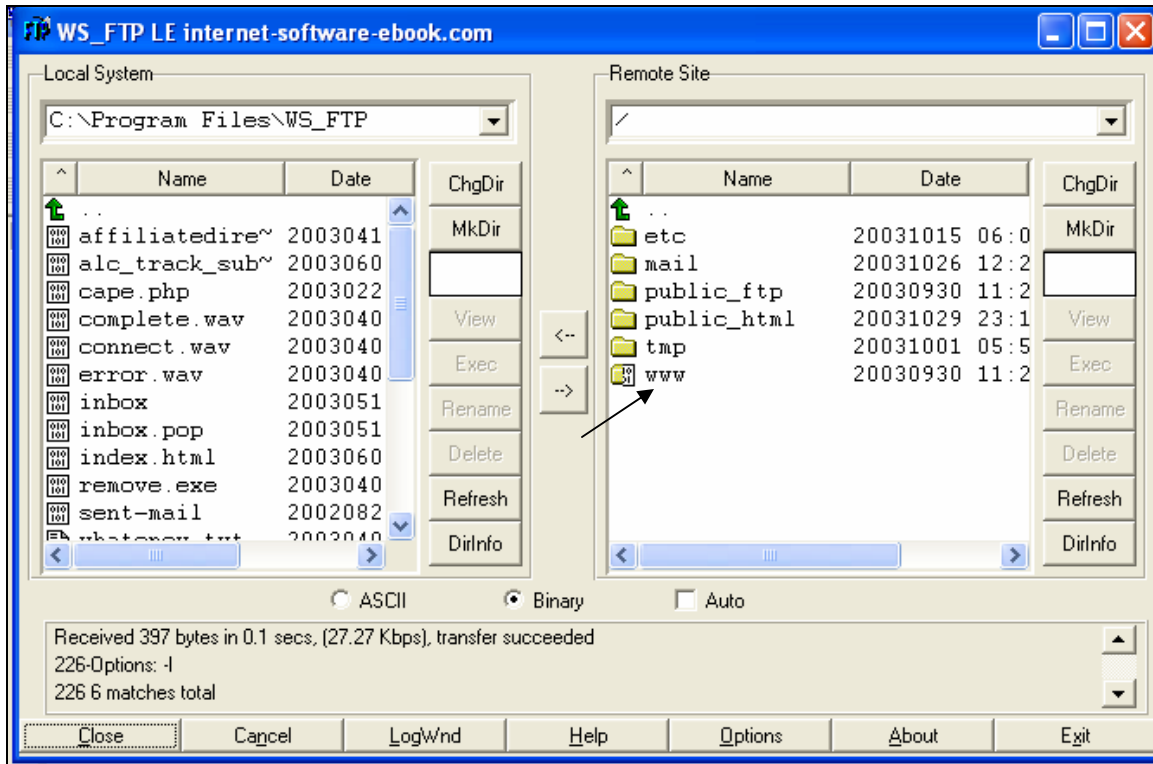 WS_FTP LE internet-software-ebook.com
Local System
C:\Program Files\WS_FTP
^ Name Date
..
affiliatedire~ 2003041
alc_track_sub~ 2003060
cape.php 2003022
complete.wav 2003040
connect.wav 2003040
error.wav 2003040
inbox 2003051
inbox.pop 2003051
index.html 2003060
remove.exe 2003040
sent-mail 2002082
ChgDir
MkDir
View
Exec
Rename
Delete
Refresh
DirInfo
<--
-->
Remote Site
/
^ Name Date
..
etc 20031015 06:0
mail 20031026 12:2
public_ftp 20030930 11:2
public_html 20031029 23:1
tmp 20031001 05:5
www 20030930 11:2
ChgDir
MkDir
View
Exec
Rename
Delete
Refresh
DirInfo
ASCII Binary Auto
Received 397 bytes in 0.1 secs, (27.27 Kbps), transfer succeeded
226-Options: -l
226 6 matches total
Close Cancel LogWnd Help Options About Exit